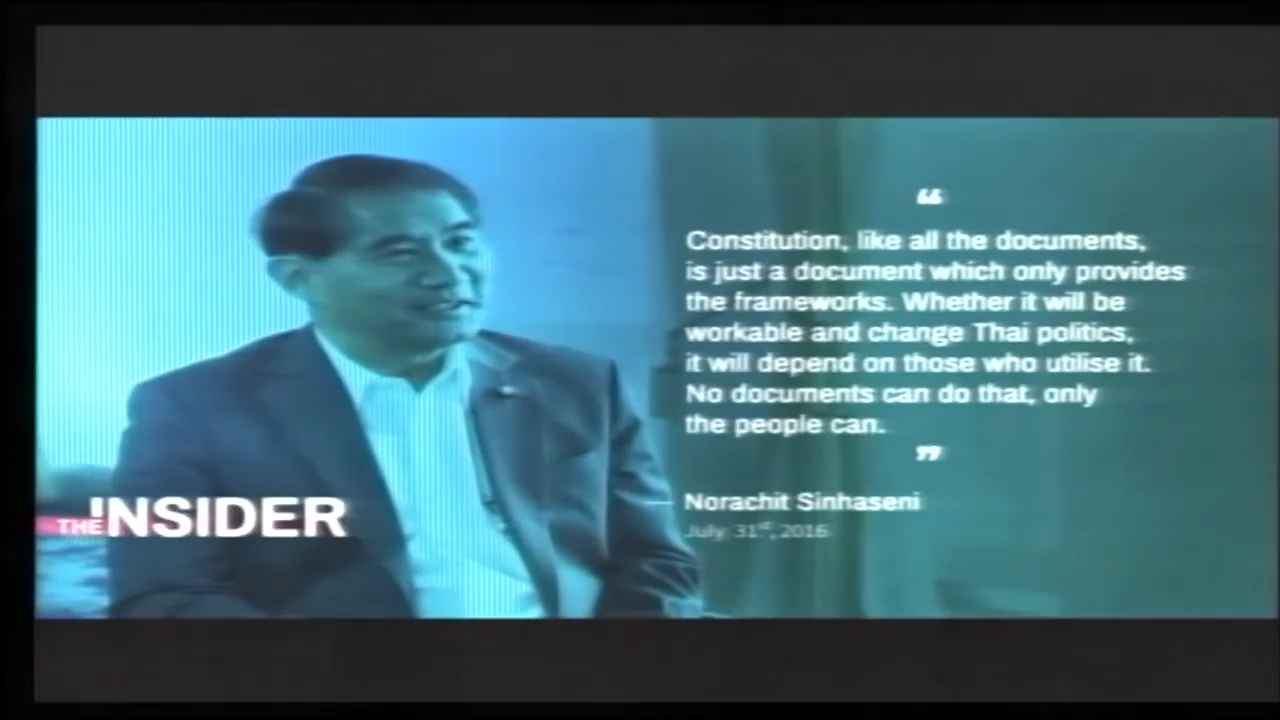 “
Constitution, like all the documents,
is just a document which only provides
the frameworks. Whether it will be
workable and change Thai politics,
it will depend on those who utilise it.
No documents can do that, only
the people can.
”
Norachit Sinhaseni
July 31st, 2016
THE INSIDER